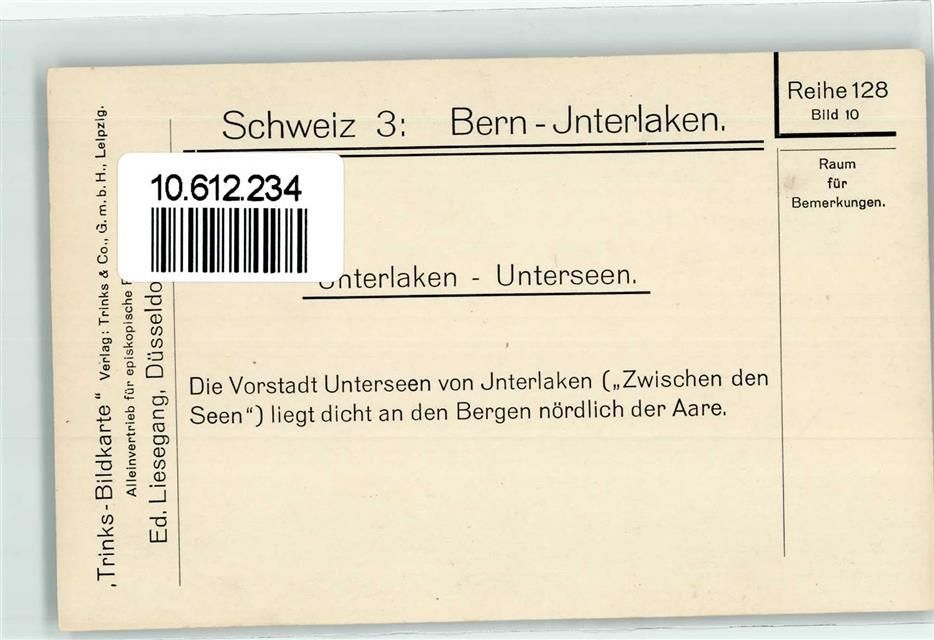 Schweiz 3: Bern - Jnterlaken.
Reihe 128
Bild 10
Raum
für
Bemerkungen.
10.612.234
Jnterlaken - Unterseen.
Die Vorstadt Unterseen von Jnterlaken („Zwischen den
Seen“) liegt dicht an den Bergen nördlich der Aare.
„Trinks-Bildkarte“ Verlag: Trinks & Co., G. m. b. H., Leipzig.
Alleinvertrieb für episkopische
Ed. Liesegang,